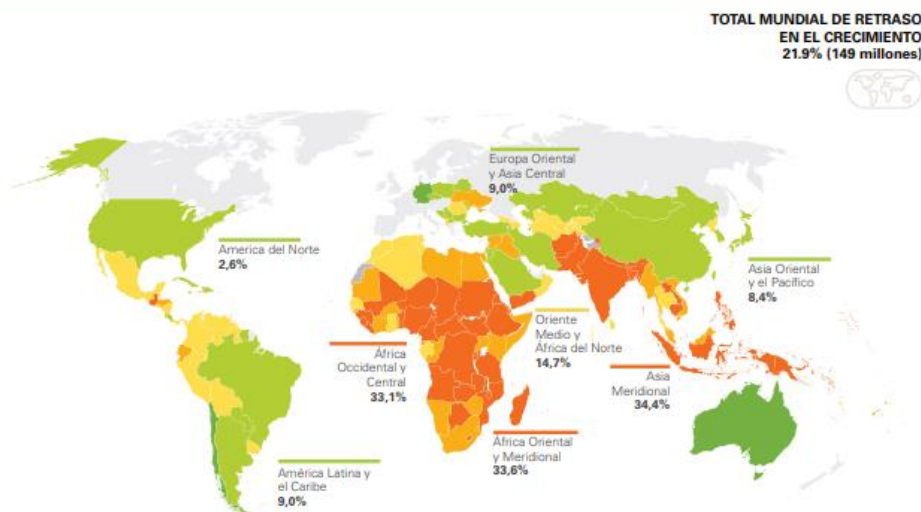 TOTAL MUNDIAL DE RETRASO
EN EL CRECIMIENTO
21.9% (149 millones)
Europa Oriental
y Asia Central
9,0%
America del Norte
2,6%
Asia Oriental
y el Pacífico
8,4%
Oriente
Medio y
África del Norte
14,7%
África
Occidental y
Central
33,1%
Asia
Meridional
34,4%
África Oriental
y Meridional
33,6%
América Latina y
el Caribe
9,0%